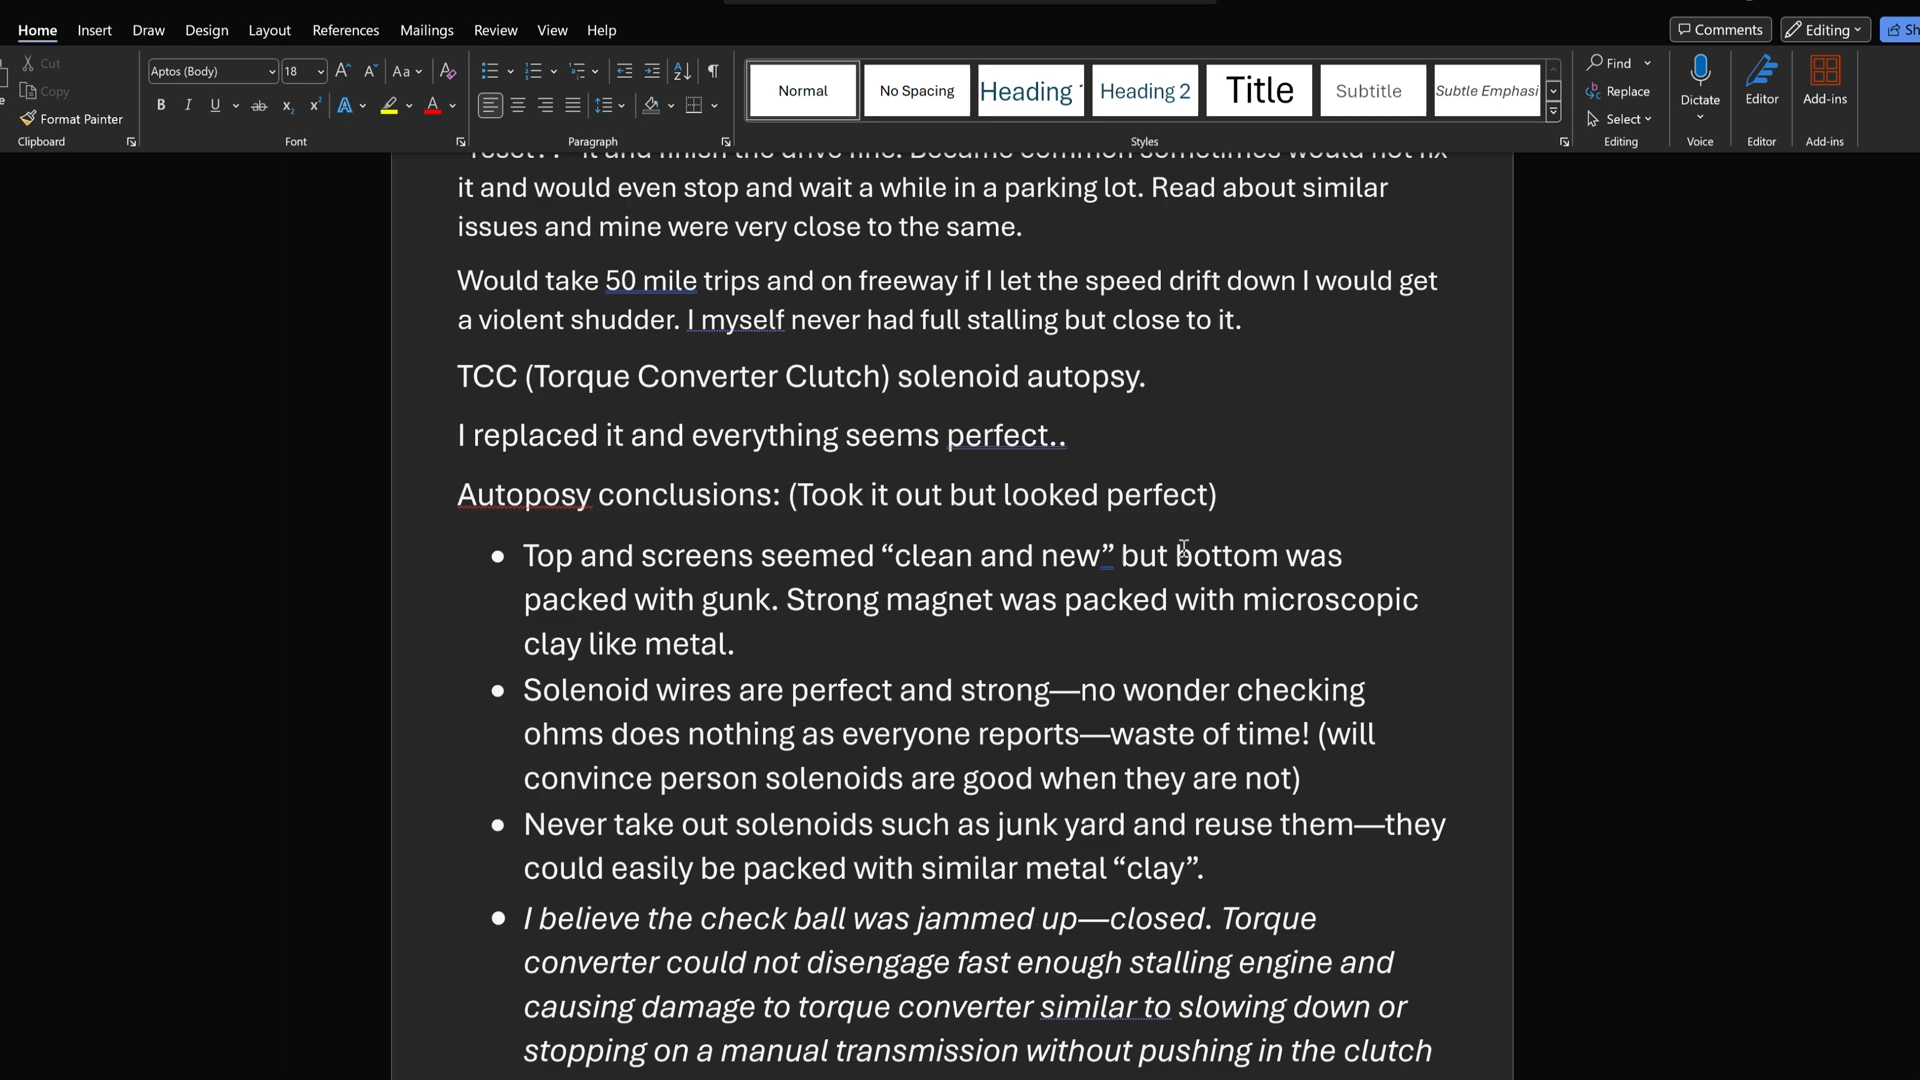 Home Insert Draw Design Layout References Mailings Review View Help Comments Editing Sh
Cut
Copy
Format Painter
Aptos (Body) 18 Aa
Normal No Spacing Heading 1 Heading 2 Title Subtitle Subtle Emphasi
Find
Replace
Select
Dictate Editor Add-ins
Clipboard Font Paragraph Styles Editing Voice Editor Add-ins
it and would even stop and wait a while in a parking lot. Read about similar
issues and mine were very close to the same.
Would take 50 mile trips and on freeway if I let the speed drift down I would get
a violent shudder. I myself never had full stalling but close to it.
TCC (Torque Converter Clutch) solenoid autopsy.
I replaced it and everything seems perfect..
Autoposy conclusions: (Took it out but looked perfect)
• Top and screens seemed “clean and new” but bottom was
packed with gunk. Strong magnet was packed with microscopic
clay like metal.
• Solenoid wires are perfect and strong—no wonder checking
ohms does nothing as everyone reports—waste of time! (will
convince person solenoids are good when they are not)
• Never take out solenoids such as junk yard and reuse them—they
could easily be packed with similar metal “clay”.
• I believe the check ball was jammed up—closed. Torque
converter could not disengage fast enough stalling engine and
causing damage to torque converter similar to slowing down or
stopping on a manual transmission without pushing in the clutch